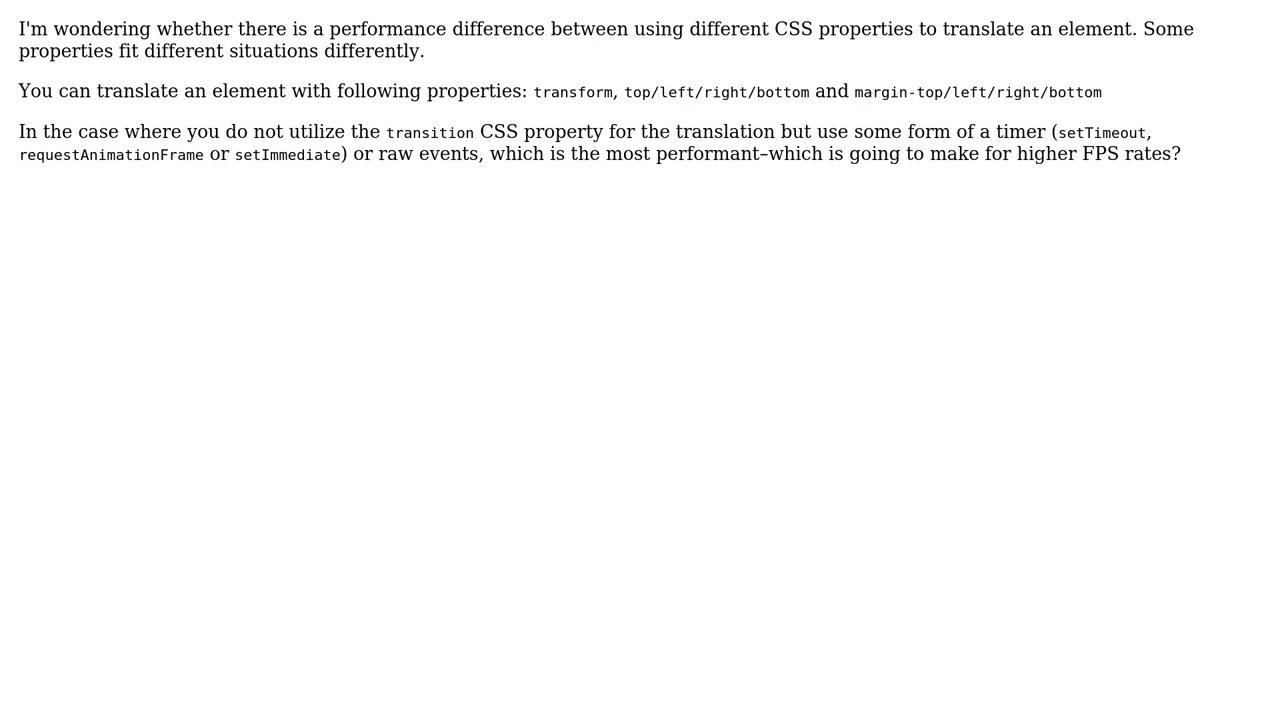 I'm wondering whether there is a performance difference between using different CSS properties to translate an element. Some
properties fit different situations differently.
You can translate an element with following properties: transform, top/left/right/bottom and margin-top/left/right/bottom
In the case where you do not utilize the transition CSS property for the translation but use some form of a timer (setTimeout,
requestAnimationFrame or setImmediate) or raw events, which is the most performant–which is going to make for higher FPS rates?